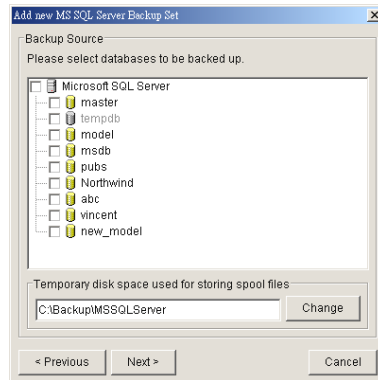 Add new MS SQL Server Backup Set
Backup Source
Please select databases to be backed up.
Microsoft SQL Server
master
tempdb
model
msdb
pubs
Northwind
abc
vincent
new_model
Temporary disk space used for storing spool files
C:\Backup\MSSQLServer
Change
< Previous
Next >
Cancel